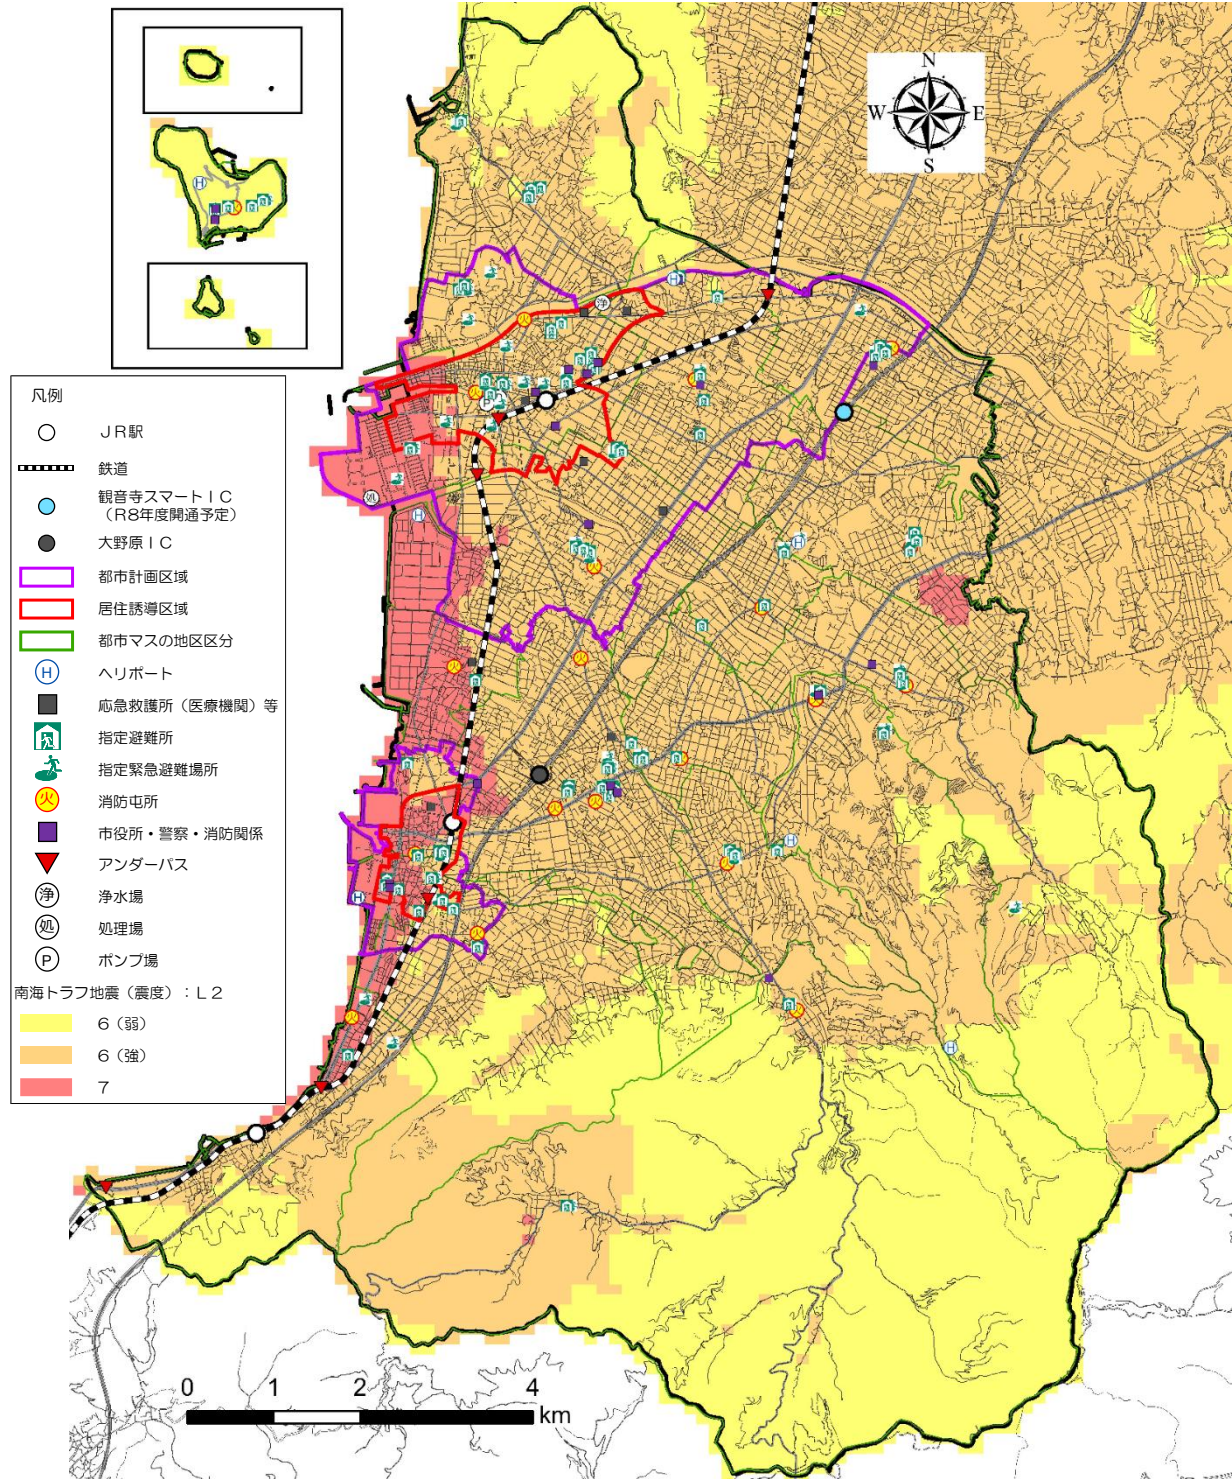 N
W E
S
凡例
JR駅
鉄道
観音寺スマートIC
（R8年度開通予定）
大野原IC
都市計画区域
居住誘導区域
都市マスの地区区分
H ヘリポート
応急救護所（医療機関）等
指定避難所
指定緊急避難場所
火 消防屯所
市役所・警察・消防関係
アンダーパス
浄 浄水場
処 処理場
P ポンプ場
南海トラフ地震（震度）：L2
6（弱）
6（強）
7
0 1 2 4
km